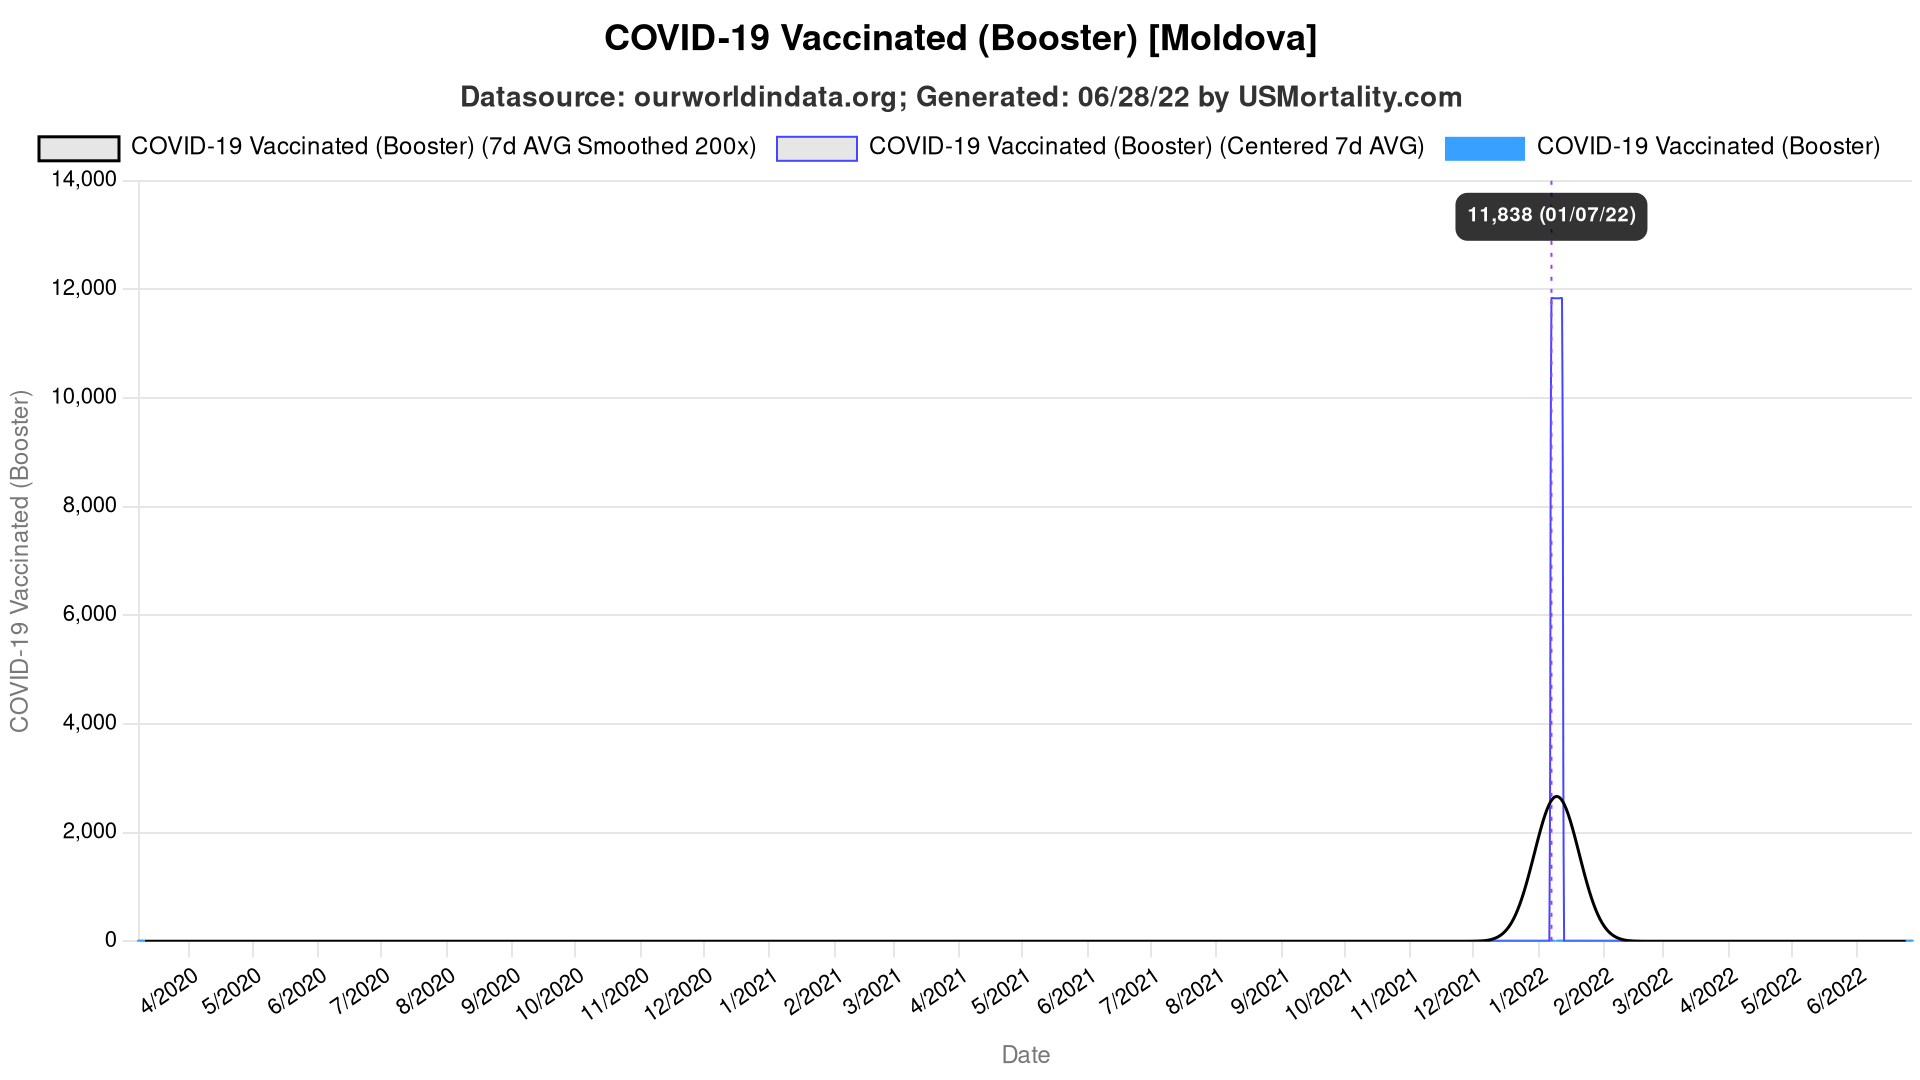 COVID-19 Vaccinated (Booster) [Moldova]
Datasource: ourworldindata.org; Generated: 06/28/22 by USMortality.com
COVID-19 Vaccinated (Booster) (7d AVG Smoothed 200x) COVID-19 Vaccinated (Booster) (Centered 7d AVG) COVID-19 Vaccinated (Booster)
14,000
11,838 (01/07/22)
12,000
10,000
8,000
6,000
4,000
2,000
0
COVID-19 Vaccinated (Booster)
4/2020 5/2020 6/2020 7/2020 8/2020 9/2020 10/2020 11/2020 12/2020 1/2021 2/2021 3/2021 4/2021 5/2021 6/2021 7/2021 8/2021 9/2021 10/2021 11/2021 12/2021 1/2022 2/2022 3/2022 4/2022 5/2022 6/2022
Date